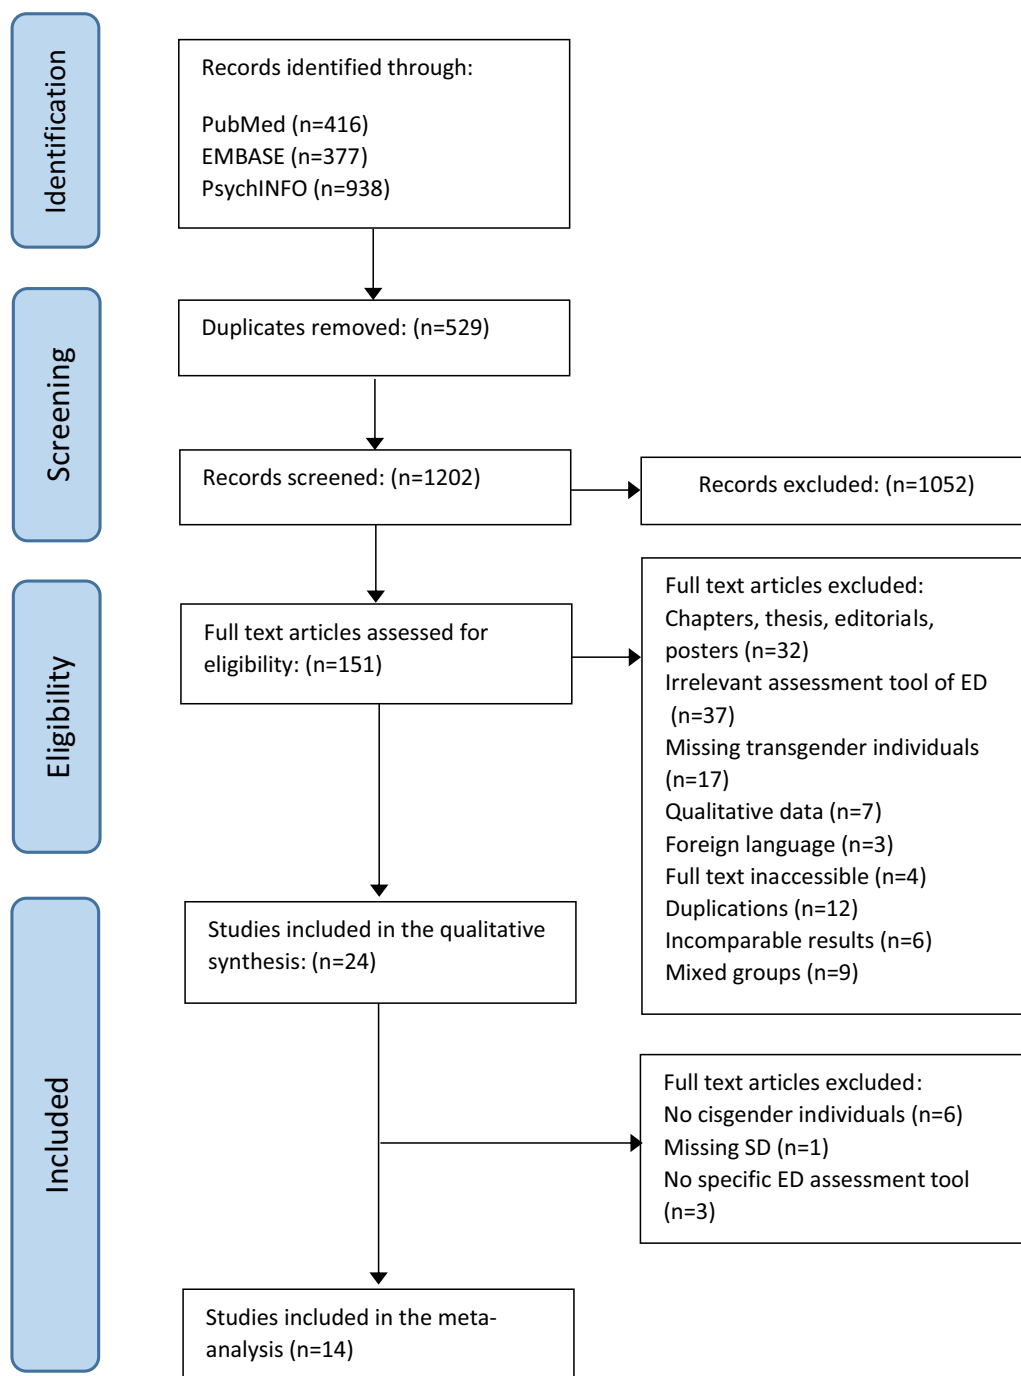 Identification
Records identified through:
PubMed (n=416)
EMBASE (n=377)
PsychINFO (n=938)
Screening
Duplicates removed: (n=529)
Records screened: (n=1202)
Records excluded: (n=1052)
Eligibility
Full text articles assessed for
eligibility: (n=151)
Full text articles excluded:
Chapters, thesis, editorials,
posters (n=32)
Irrelevant assessment tool of ED
(n=37)
Missing transgender individuals
(n=17)
Qualitative data (n=7)
Foreign language (n=3)
Full text inaccessible (n=4)
Duplications (n=12)
Incomparable results (n=6)
Mixed groups (n=9)
Included
Studies included in the qualitative
synthesis: (n=24)
Full text articles excluded:
No cisgender individuals (n=6)
Missing SD (n=1)
No specific ED assessment tool
(n=3)
Studies included in the meta-
analysis (n=14)